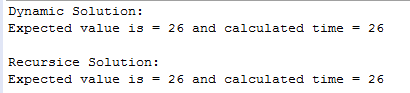 Dynamic Solution:
Expected value is = 26 and calculated time = 26
Recursice Solution:
Expected value is = 26 and calculated time = 26